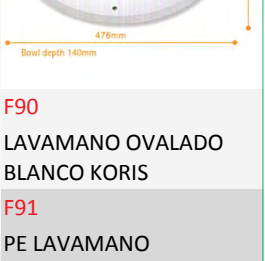 476mm
Bowl depth 140mm
F90
LAVAMANO OVALADO
BLANCO KORIS
F91
PE LAVAMANO